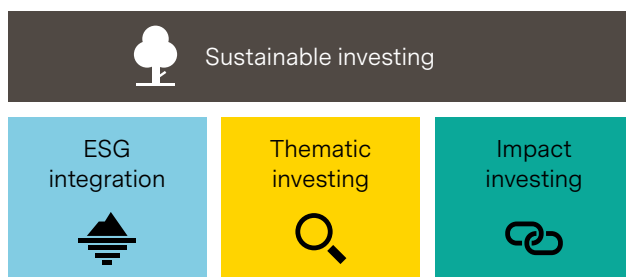 Sustainable investing
ESG
integration
Thematic
investing
Impact
investing